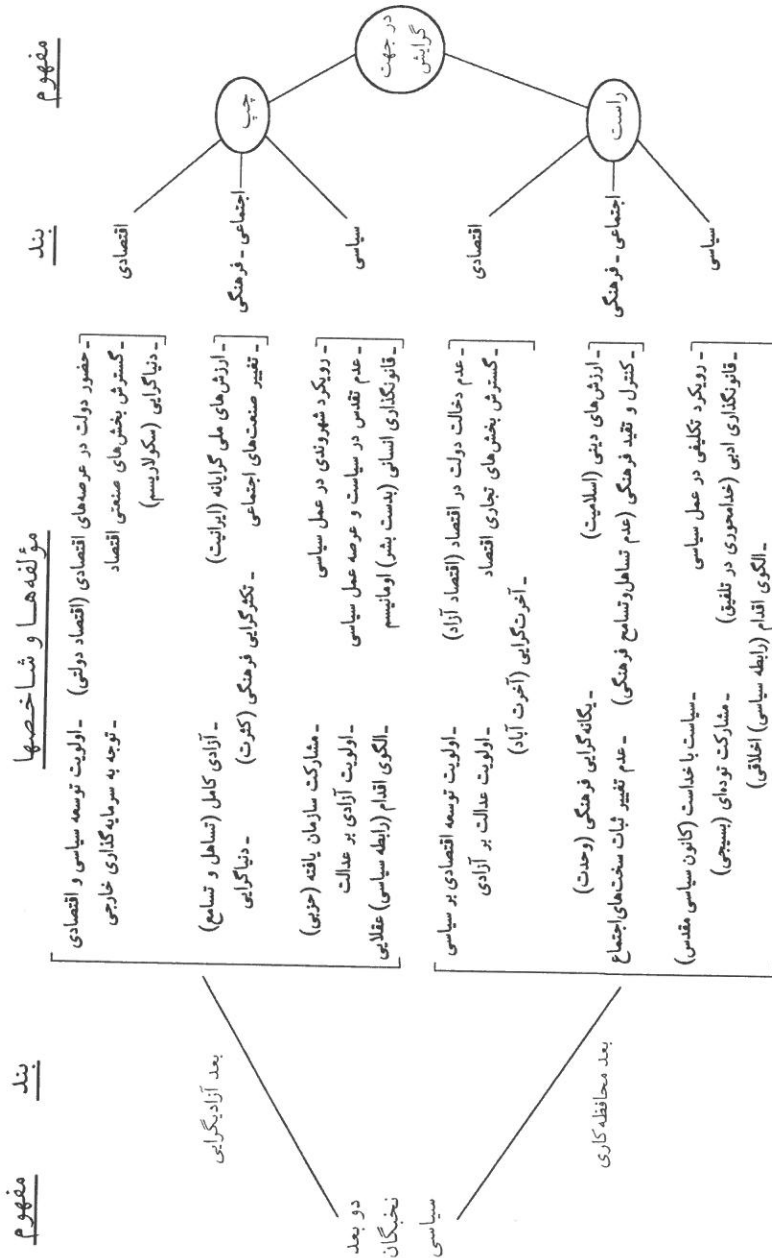 مفهوم
بند
مؤلفه‌هـا و شـاخـصهـا
بند
مفهوم
گرایش
در جهت
چپ
اقتصادی
ـ حضور دولت در عرصه‌های اقتصادی (اقتصاد دولتی)
ـ اولویت توسعه سیاسی و اقتصادی
ـ گسترش بخش‌های صنعتی اقتصاد
ـ توجه به سرمایه‌گذاری خارجی
ـ دنیاگرایی (سکولاریسم)
اجتماعی ـ فرهنگی
ـ ارزش‌های ملی گرایانه (ایرانیت)
ـ تکثرگرایی فرهنگی (کثرت)
ـ آزادی کامل (تساهل و تسامع)
ـ تغییر صنعت‌های اجتماعی
ـ دنیاگرایی
سیاسی
ـ رویکرد شهروندی در عمل سیاسی
ـ مشارکت سازمان یافته (حزبی)
ـ عدم تقدس در سیاست و عرصه عمل سیاسی
ـ اولویت آزادی بر عدالت
ـ قانونگذاری انسانی (بدست بشر) اومانیسم
ـ الگوی اقدام (رابطه سیاسی) عقلایی
راست
اقتصادی
ـ عدم دخالت دولت در اقتصاد (اقتصاد آزاد)
ـ اولویت توسعه اقتصادی بر سیاسی
ـ گسترش بخش‌های تجاری اقتصاد
ـ اولویت عدالت بر آزادی
ـ آخرت‌گرایی (آخرت آباد)
اجتماعی ـ فرهنگی
ـ ارزش‌های دینی (اسلامیت)
ـ یگانه‌گرایی فرهنگی (وحدت)
ـ کنترل و تقید فرهنگی (عدم تساهل‌وتسامع فرهنگی)
ـ عدم تغییر ثبات سخت‌های‌اجتماع
سیاسی
ـ رویکرد تکلیفی در عمل سیاسی
ـ سیاست با خداست (کانون سیاسی مقدس)
ـ قانونگذاری ادبی (خدامحوری در تلفیق)
ـ مشارکت توده‌ای (بسیجی)
ـ الگوی اقدام (رابطه سیاسی) اخلاقی)
بعد آزادیگرایی
بعد محافظه‌کاری
دو بعد
نخبگان
سیاسی